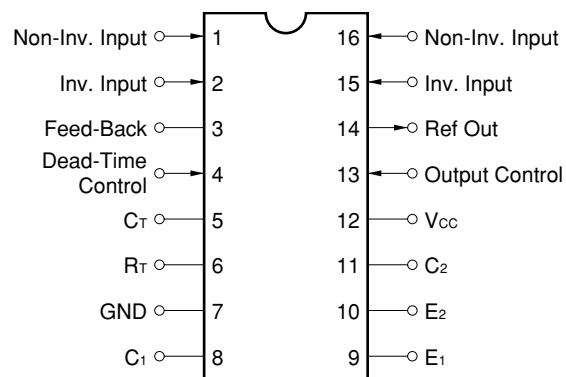 Non-Inv. Input 1 16 Non-Inv. Input
Inv. Input 2 15 Inv. Input
Feed-Back 3 14 Ref Out
Dead-Time
Control 4 13 Output Control
CT 5 12 VCC
RT 6 11 C2
GND 7 10 E2
C1 8 9 E1